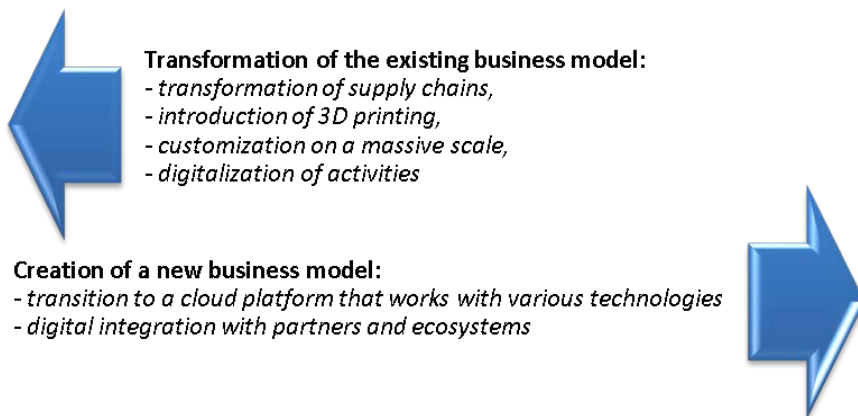 Transformation of the existing business model:
- transformation of supply chains,
- introduction of 3D printing,
- customization on a massive scale,
- digitalization of activities
Creation of a new business model:
- transition to a cloud platform that works with various technologies
- digital integration with partners and ecosystems